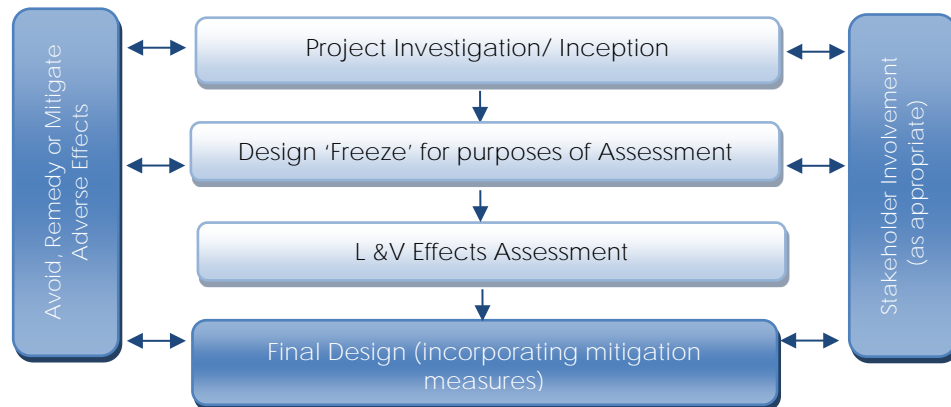 Avoid, Remedy or Mitigate
Adverse Effects
Project Investigation/ Inception
Design ‘Freeze’ for purposes of Assessment
L &V Effects Assessment
Final Design (incorporating mitigation
measures)
Stakeholder Involvement
(as appropriate)